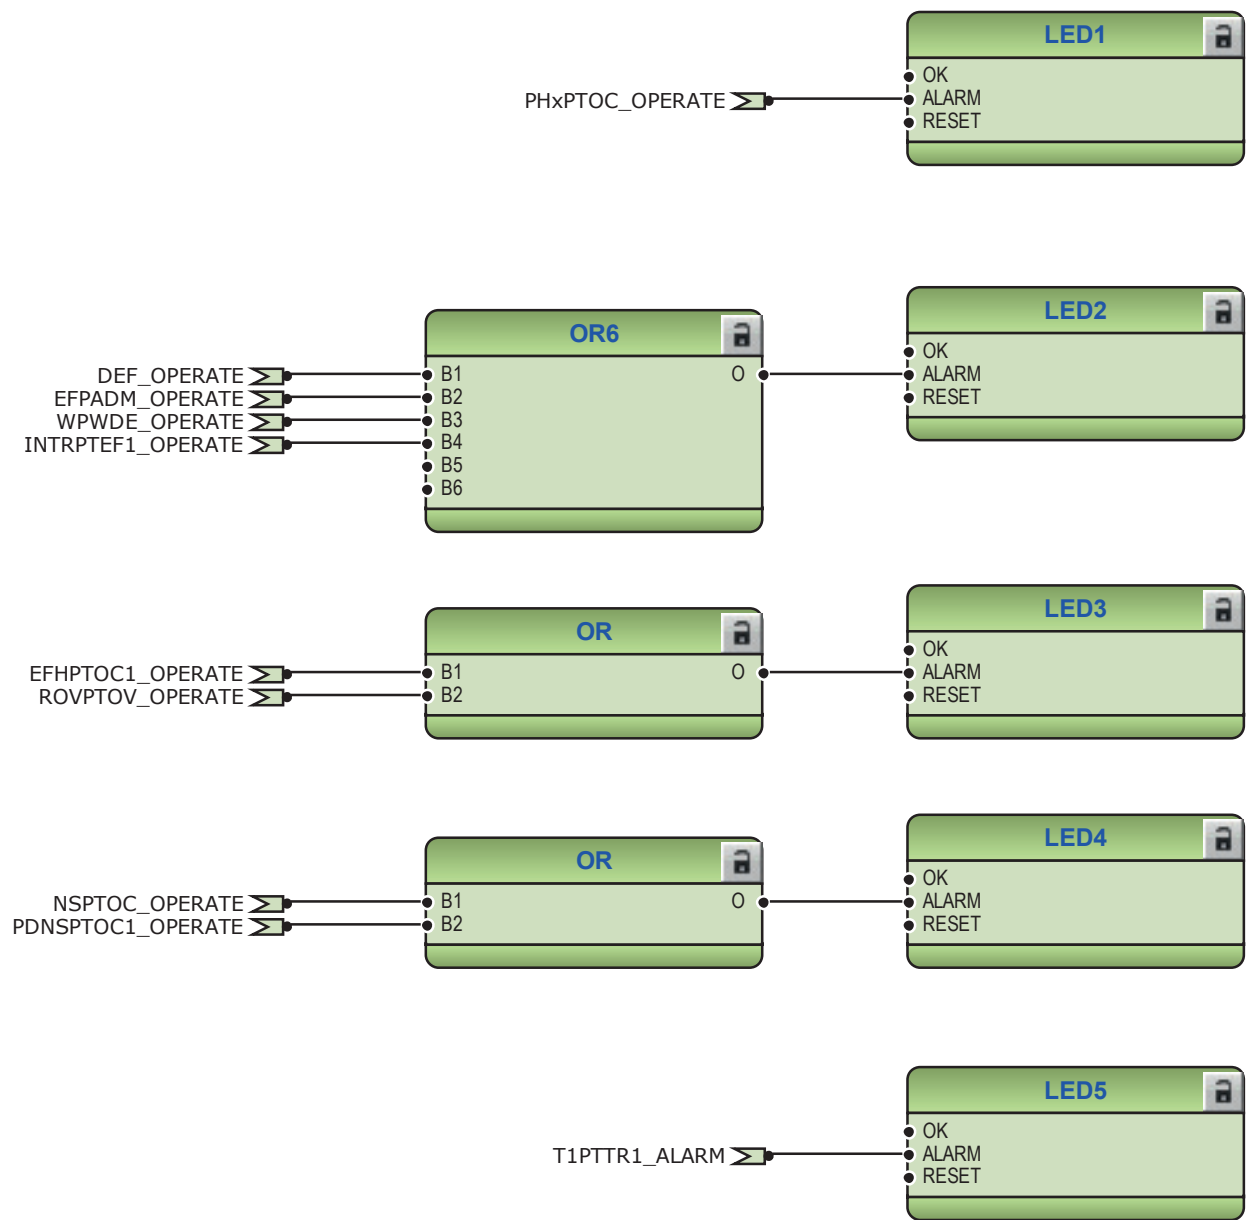 LED1
OK
PHxPTOC_OPERATE ALARM
RESET
OR6 LED2
OK
DEF_OPERATE B1 O ALARM
EFPADM_OPERATE B2 RESET
WPWDE_OPERATE B3
INTRPTEF1_OPERATE B4
B5
B6
OR LED3
OK
EFHPTOC1_OPERATE B1 O ALARM
ROVPTOV_OPERATE B2 RESET
OR LED4
OK
NSPTOC_OPERATE B1 O ALARM
PDNSPTOC1_OPERATE B2 RESET
LED5
OK
T1PTTR1_ALARM ALARM
RESET